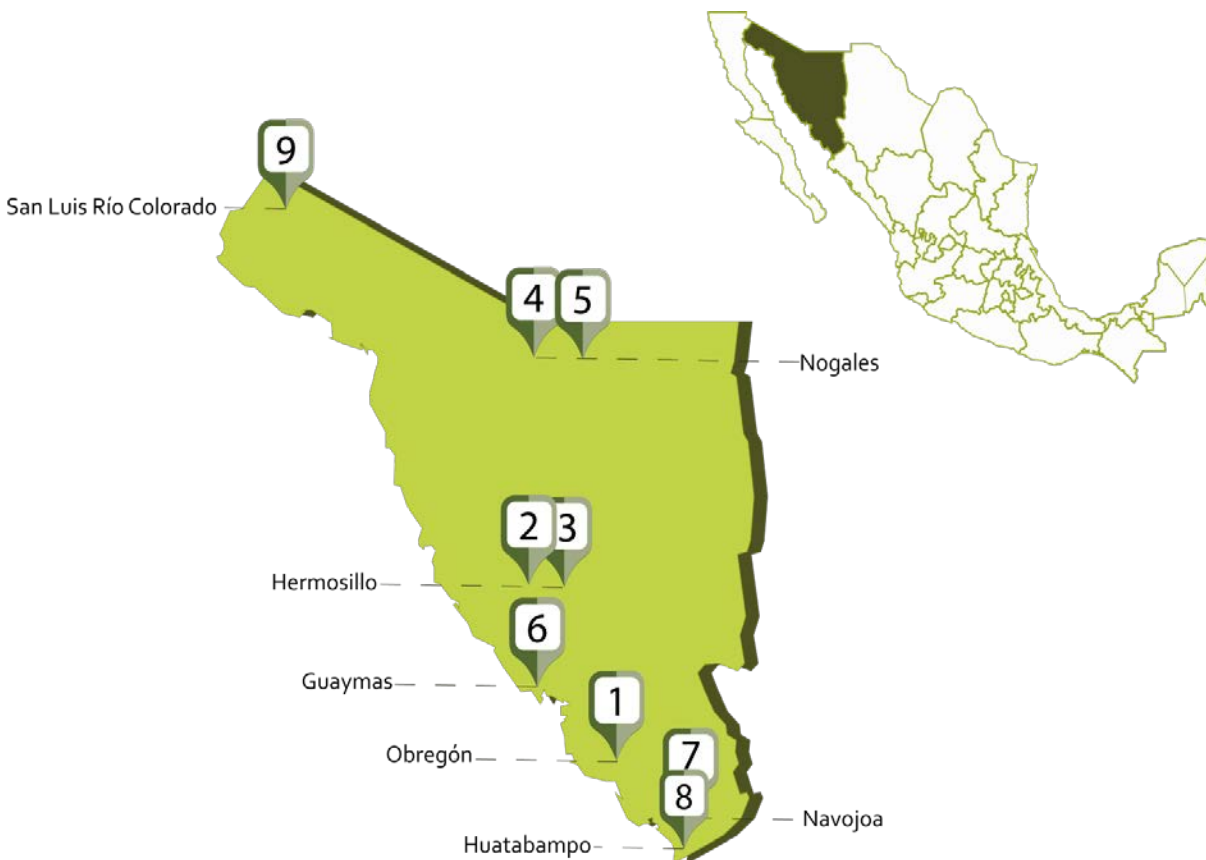 9
San Luis Río Colorado
4
5
Nogales
2
3
Hermosillo
6
Guaymas
1
Obregón
7
8
Navojoa
Huatabampo